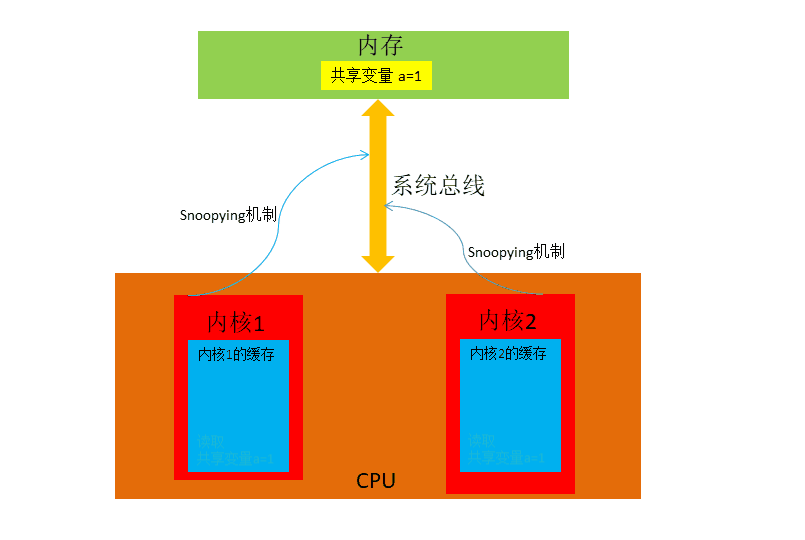 内存
共享变量 a=1
系统总线
Snoopying机制
Snoopying机制
内核1
内核2
内核1的缓存
内核2的缓存
读取
共享变量a=1
读取
共享变量a=1
CPU